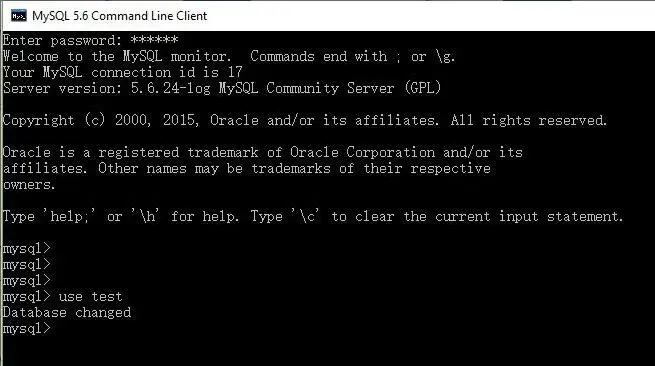 MySQL 5.6 Command Line Client
Enter password: ******
Welcome to the MySQL monitor.  Commands end with ; or \g.
Your MySQL connection id is 17
Server version: 5.6.24-log MySQL Community Server (GPL)
Copyright (c) 2000, 2015, Oracle and/or its affiliates. All rights reserved.
Oracle is a registered trademark of Oracle Corporation and/or its
affiliates. Other names may be trademarks of their respective
owners.
Type 'help;' or '\h' for help. Type '\c' to clear the current input statement.
mysql>
mysql>
mysql>
mysql> use test
Database changed
mysql>